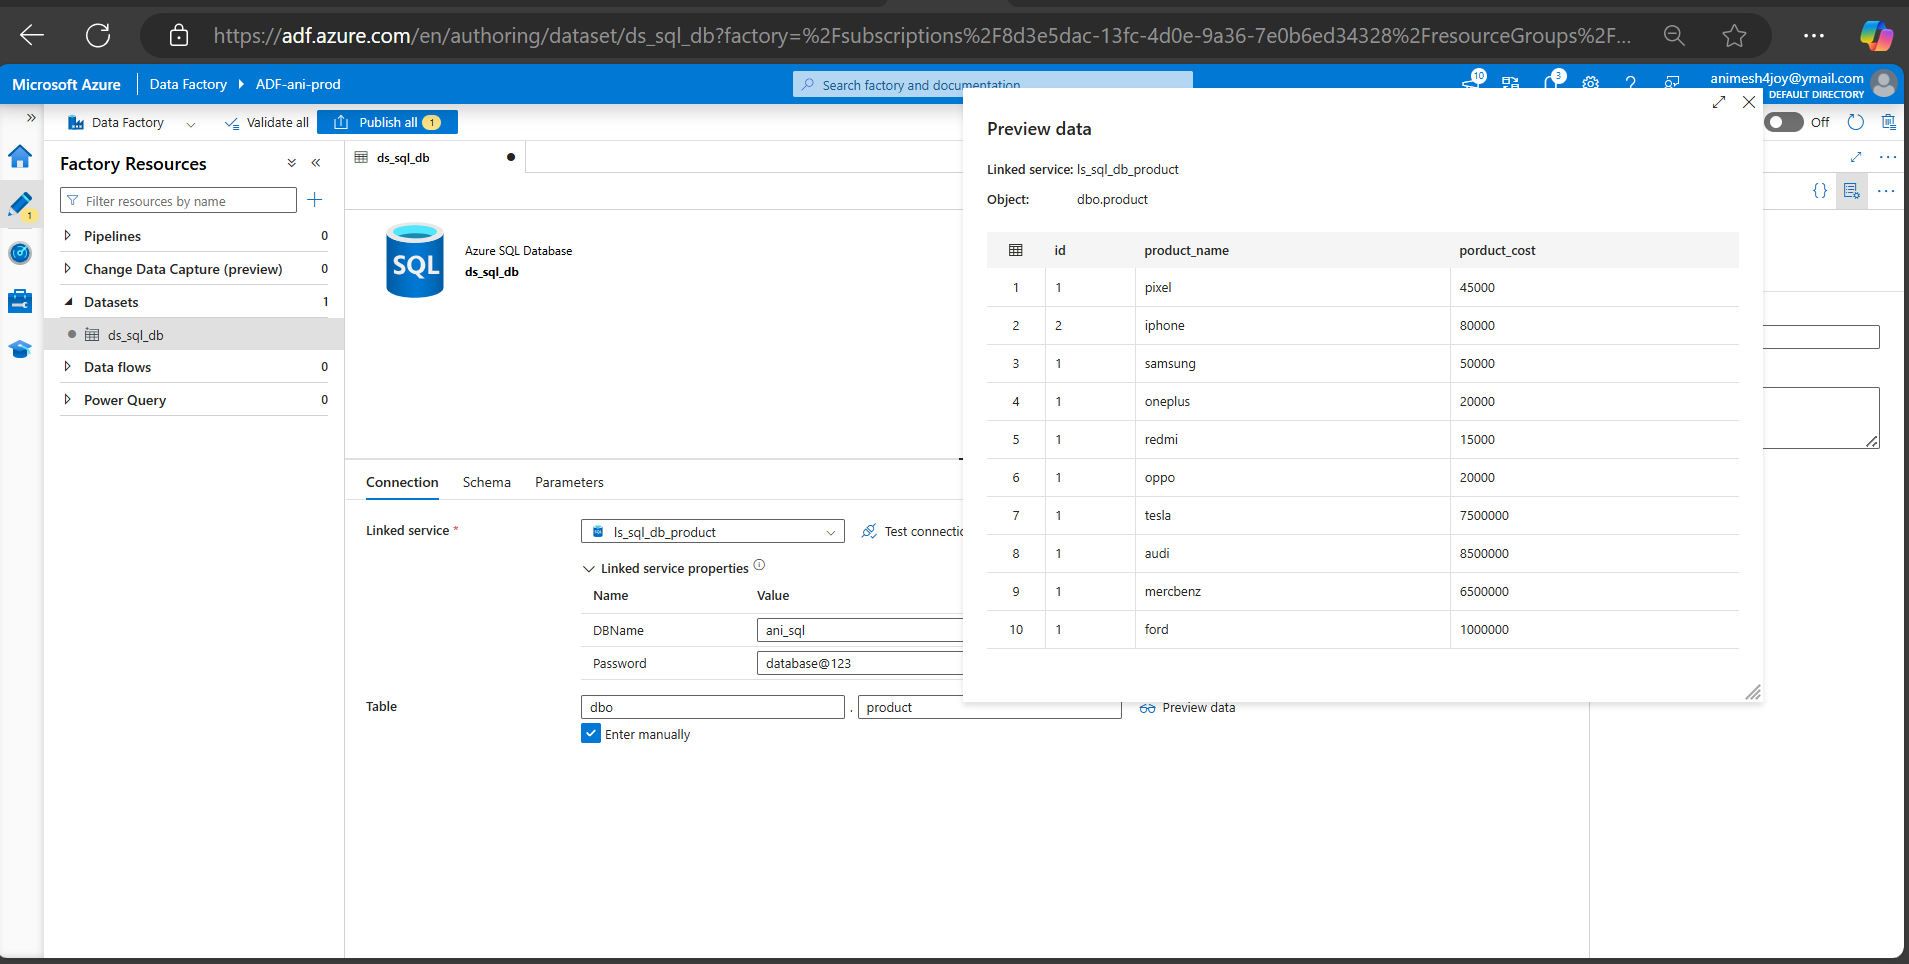 https://adf.azure.com/en/authoring/dataset/ds_sql_db?factory=%2Fsubscriptions%2F8d3e5dac-13fc-4d0e-9a36-7e0b6ed34328%2FresourceGroups%2F...
Microsoft Azure Data Factory ADF-ani-prod Search factory and documentation 10 3 animesh4joy@ymail.com
DEFAULT DIRECTORY
Data Factory Validate all Publish all 1 Off
Factory Resources
Filter resources by name
1
Pipelines 0
Change Data Capture (preview) 0
Datasets 1
ds_sql_db
Data flows 0
Power Query 0
ds_sql_db
SQL
Azure SQL Database
ds_sql_db
Connection Schema Parameters
Linked service * ls_sql_db_product Test connectio
Linked service properties
Name Value
DBName ani_sql
Password database@123
Table dbo . product Preview data
Enter manually
Preview data
Linked service: ls_sql_db_product
Object: dbo.product
id product_name porduct_cost
1 1 pixel 45000
2 2 iphone 80000
3 1 samsung 50000
4 1 oneplus 20000
5 1 redmi 15000
6 1 oppo 20000
7 1 tesla 7500000
8 1 audi 8500000
9 1 mercbenz 6500000
10 1 ford 1000000